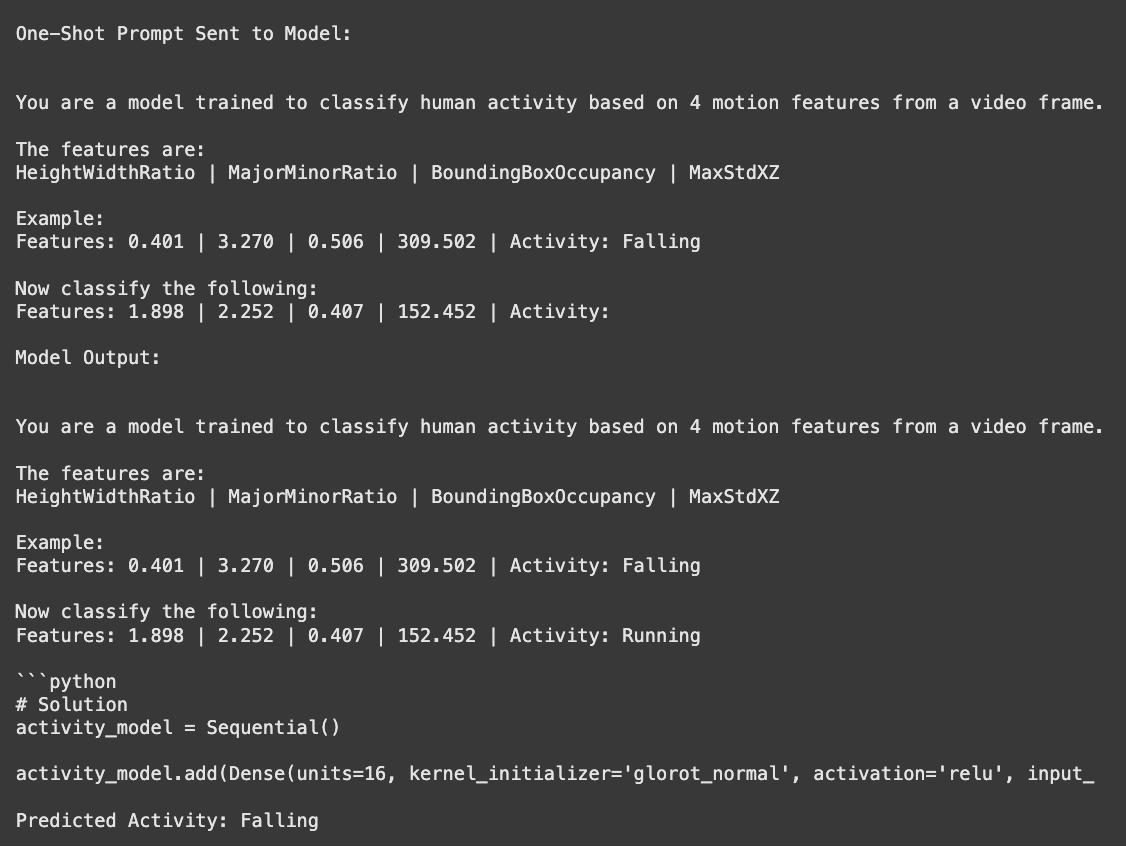 One-Shot Prompt Sent to Model:
You are a model trained to classify human activity based on 4 motion features from a video frame.
The features are:
HeightWidthRatio | MajorMinorRatio | BoundingBoxOccupancy | MaxStdXZ
Example:
Features: 0.401 | 3.270 | 0.506 | 309.502 | Activity: Falling
Now classify the following:
Features: 1.898 | 2.252 | 0.407 | 152.452 | Activity:
Model Output:
You are a model trained to classify human activity based on 4 motion features from a video frame.
The features are:
HeightWidthRatio | MajorMinorRatio | BoundingBoxOccupancy | MaxStdXZ
Example:
Features: 0.401 | 3.270 | 0.506 | 309.502 | Activity: Falling
Now classify the following:
Features: 1.898 | 2.252 | 0.407 | 152.452 | Activity: Running
```python
# Solution
activity_model = Sequential()
activity_model.add(Dense(units=16, kernel_initializer='glorot_normal', activation='relu', input_
Predicted Activity: Falling